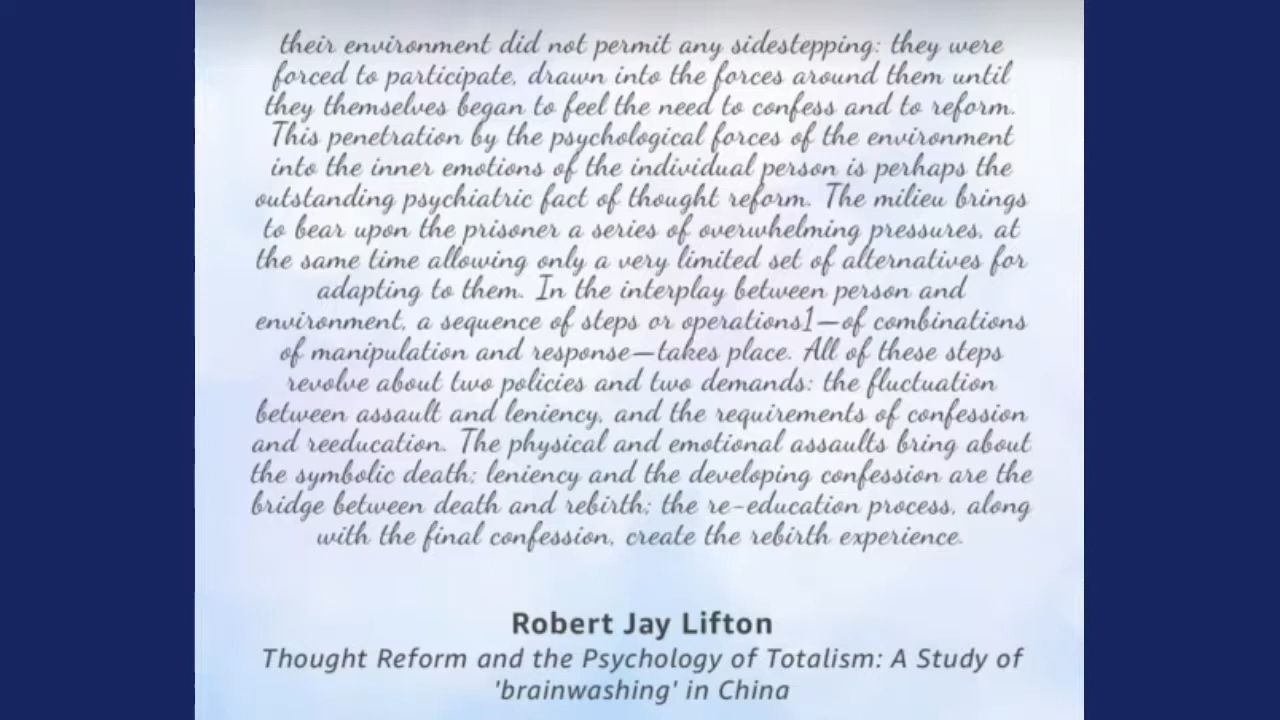 their environment did not permit any sidestepping: they were
forced to participate, drawn into the forces around them until
they themselves began to feel the need to confess and to reform.
This penetration by the psychological forces of the environment
into the inner emotions of the individual person is perhaps the
outstanding psychiatric fact of thought reform. The milieu brings
to bear upon the prisoner a series of overwhelming pressures, at
the same time allowing only a very limited set of alternatives for
adapting to them. In the interplay between person and
environment, a sequence of steps or operations1—of combinations
of manipulation and response—takes place. All of these steps
revolve about two policies and two demands: the fluctuation
between assault and leniency, and the requirements of confession
and reeducation. The physical and emotional assaults bring about
the symbolic death; leniency and the developing confession are the
bridge between death and rebirth; the re-education process, along
with the final confession, create the rebirth experience.
Robert Jay Lifton
Thought Reform and the Psychology of Totalism: A Study of
'brainwashing' in China